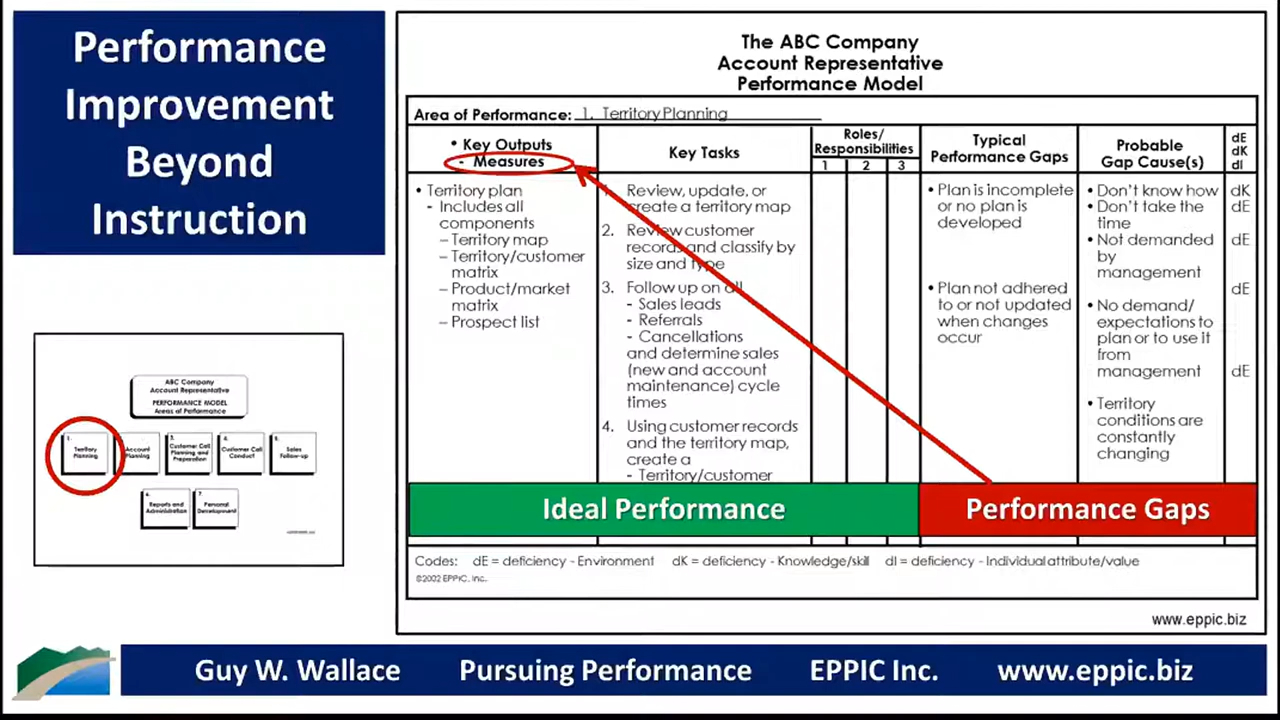 Performance
Improvement
Beyond
Instruction
ABC Company
Account Representative
PERFORMANCE MODEL
Areas of Performance
1.
Territory
Planning
Account
Planning
3.
Customer Call
Planning and
Preparation
4.
Customer Call
Conduct
5.
Sales
Follow-up
6.
Reports and
Administration
7.
Personal
Development
The ABC Company
Account Representative
Performance Model
Area of Performance: 1. Territory Planning
• Key Outputs
- Measures
Key Tasks
Roles/
Responsibilities
1 2 3
Typical
Performance Gaps
Probable
Gap Cause(s)
dE
dK
dI
• Territory plan
- Includes all
components
– Territory map
– Territory/customer
matrix
– Product/market
matrix
– Prospect list
Review, update, or
create a territory map
2. Review customer
records and classify by
size and type
3. Follow up on all
- Sales leads
- Referrals
- Cancellations
and determine sales
(new and account
maintenance) cycle
times
4. Using customer records
and the territory map,
create a
- Territory/customer
• Plan is incomplete
or no plan is
developed
• Plan not adhered
to or not updated
when changes
occur
• Don't know how
• Don't take the
time
• Not demanded
by
management
• No demand/
expectations to
plan or to use it
from
management
• Territory
conditions are
constantly
changing
dK
dE
dE
dE
dE
Ideal Performance
Performance Gaps
Codes: dE = deficiency - Environment dK = deficiency - Knowledge/skill dI = deficiency - Individual attribute/value
©2002 EPPIC, Inc.
www.eppic.biz
Guy W. Wallace Pursuing Performance EPPIC Inc. www.eppic.biz